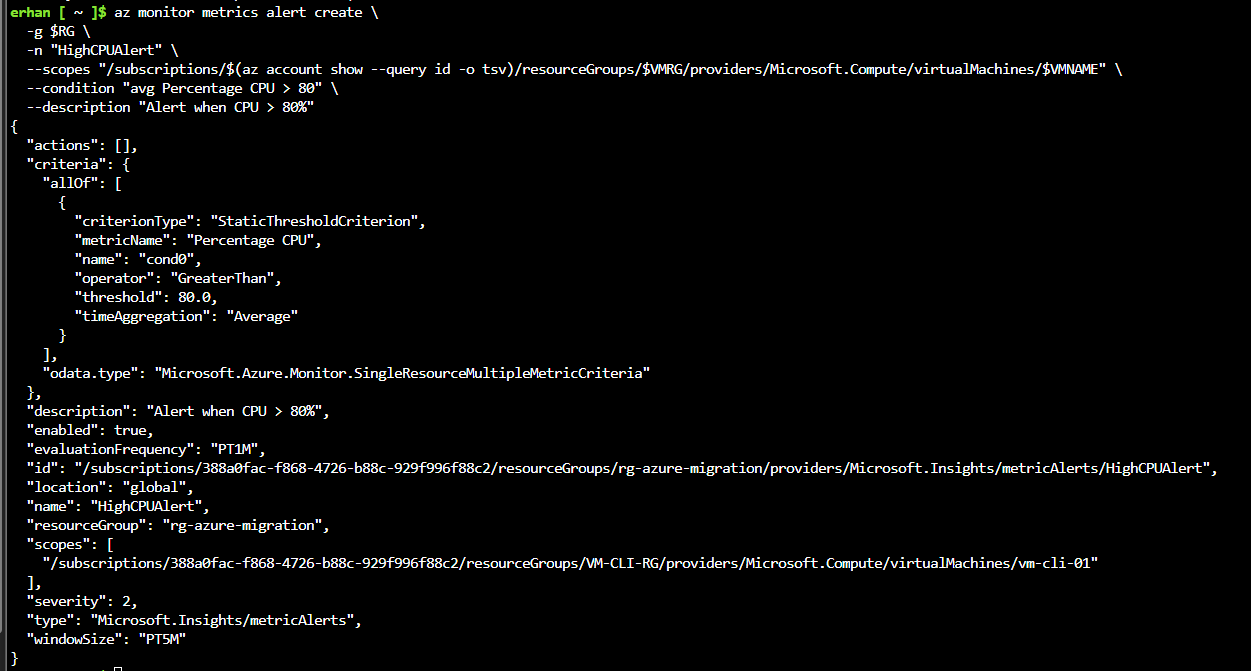 erhan [ ~ ]$ az monitor metrics alert create \
  -g $RG \
  -n "HighCPUAlert" \
  --scopes "/subscriptions/$(az account show --query id -o tsv)/resourceGroups/$VMRG/providers/Microsoft.Compute/virtualMachines/$VMNAME" \
  --condition "avg Percentage CPU > 80" \
  --description "Alert when CPU > 80%"
{
  "actions": [],
  "criteria": {
    "allOf": [
      {
        "criterionType": "StaticThresholdCriterion",
        "metricName": "Percentage CPU",
        "name": "cond0",
        "operator": "GreaterThan",
        "threshold": 80.0,
        "timeAggregation": "Average"
      }
    ],
    "odata.type": "Microsoft.Azure.Monitor.SingleResourceMultipleMetricCriteria"
  },
  "description": "Alert when CPU > 80%",
  "enabled": true,
  "evaluationFrequency": "PT1M",
  "id": "/subscriptions/388a0fac-f868-4726-b88c-929f996f88c2/resourceGroups/rg-azure-migration/providers/Microsoft.Insights/metricAlerts/HighCPUAlert",
  "location": "global",
  "name": "HighCPUAlert",
  "resourceGroup": "rg-azure-migration",
  "scopes": [
    "/subscriptions/388a0fac-f868-4726-b88c-929f996f88c2/resourceGroups/VM-CLI-RG/providers/Microsoft.Compute/virtualMachines/vm-cli-01"
  ],
  "severity": 2,
  "type": "Microsoft.Insights/metricAlerts",
  "windowSize": "PT5M"
}